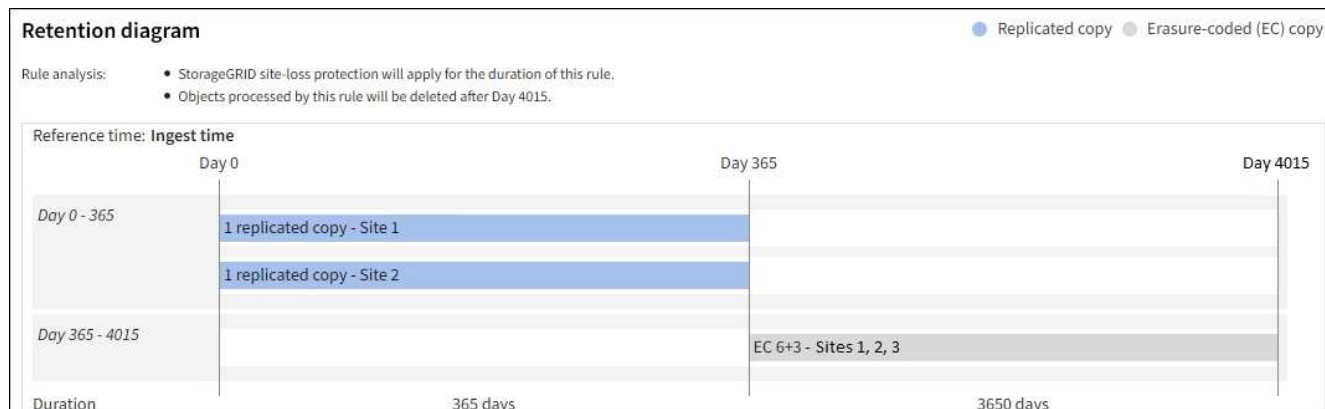 Retention diagram
Replicated copy Erasure-coded (EC) copy
Rule analysis:
• StorageGRID site-loss protection will apply for the duration of this rule.
• Objects processed by this rule will be deleted after Day 4015.
Reference time: Ingest time
Day 0 Day 365 Day 4015
Day 0 - 365
1 replicated copy - Site 1
1 replicated copy - Site 2
Day 365 - 4015
EC 6+3 - Sites 1, 2, 3
Duration 365 days 3650 days